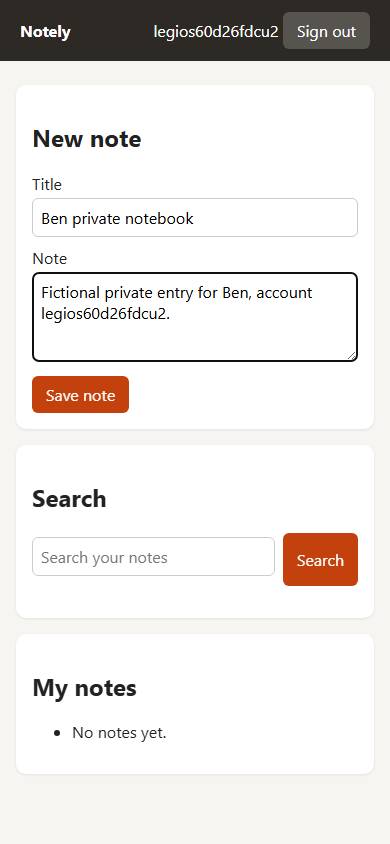 Notely
legios60d26fdcu2
Sign out
New note
Title
Ben private notebook
Note
Fictional private entry for Ben, account
legios60d26fdcu2.
Save note
Search
Search your notes
Search
My notes
No notes yet.